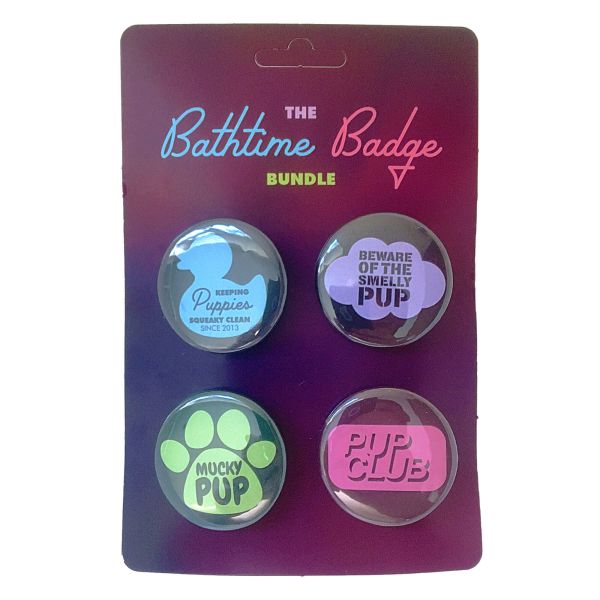 THE
Bathtime Badge
BUNDLE
KEEPING
Puppies
SQUEAKY CLEAN
SINCE 2013
BEWARE
OF THE
SMELLY
PUP
MUCKY
PUP
PUP
CLUB